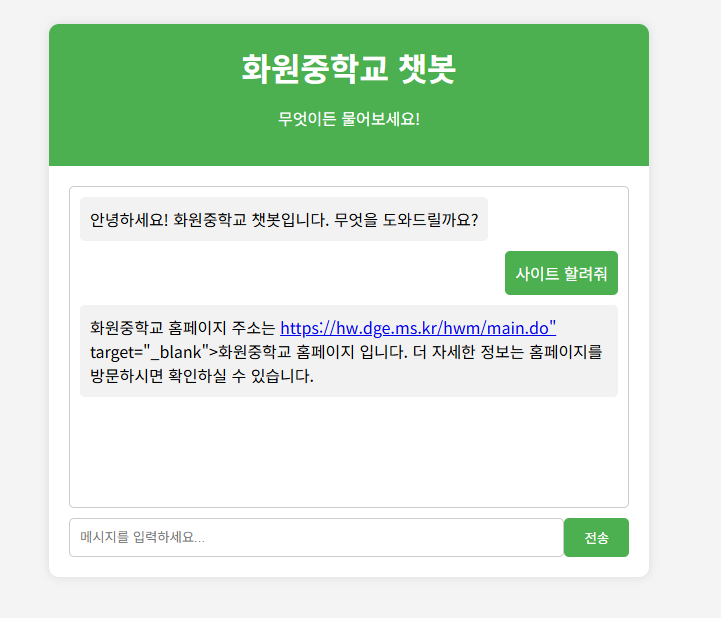 화원중학교 챗봇
무엇이든 물어보세요!
안녕하세요! 화원중학교 챗봇입니다. 무엇을 도와드릴까요?
사이트 할려줘
화원중학교 홈페이지 주소는 https://hw.dge.ms.kr/hwm/main.do"
target="_blank">화원중학교 홈페이지 입니다. 더 자세한 정보는 홈페이지를
방문하시면 확인하실 수 있습니다.
메시지를 입력하세요...
전송